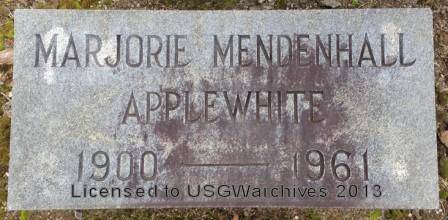 MARJORIE MENDENHALL
APPLEWHITE
1900 — 1961
Licensed to USGWarchives 2013